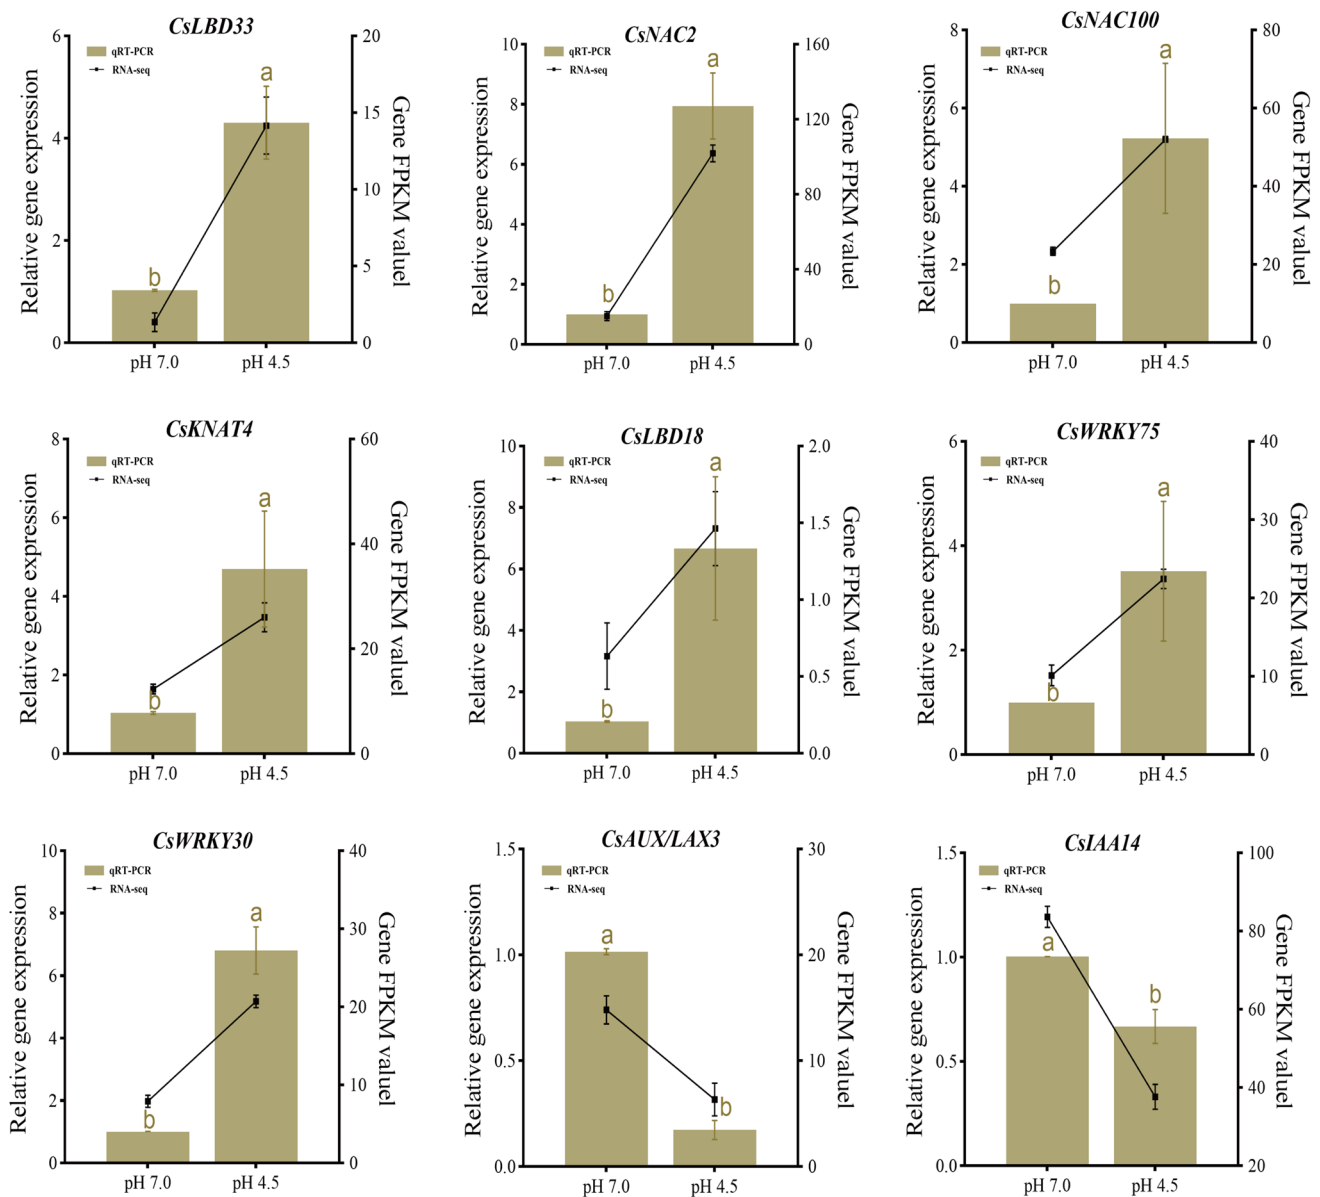 CsLBD33
qRT-PCR
RNA-seq
Relative gene expression
6
4
2
0
20
15
10
5
0
Gene FPKM valuel
b
a
pH 7.0
pH 4.5
CsNAC2
qRT-PCR
RNA-seq
Relative gene expression
10
8
6
4
2
0
160
120
80
40
0
Gene FPKM valuel
b
a
pH 7.0
pH 4.5
CsNAC100
qRT-PCR
RNA-seq
Relative gene expression
8
6
4
2
0
80
60
40
20
0
Gene FPKM valuel
b
a
pH 7.0
pH 4.5
CsKNAT4
qRT-PCR
RNA-seq
Relative gene expression
8
6
4
2
0
60
40
20
0
Gene FPKM valuel
b
a
pH 7.0
pH 4.5
CsLBD18
qRT-PCR
RNA-seq
Relative gene expression
10
8
6
4
2
0
2.0
1.5
1.0
0.5
0.0
Gene FPKM valuel
b
a
pH 7.0
pH 4.5
CsWRKY75
qRT-PCR
RNA-seq
Relative gene expression
6
4
2
0
40
30
20
10
0
Gene FPKM valuel
b
a
pH 7.0
pH 4.5
CsWRKY30
qRT-PCR
RNA-seq
Relative gene expression
10
8
6
4
2
0
40
30
20
10
0
Gene FPKM valuel
b
a
pH 7.0
pH 4.5
CsAUX/LAX3
qRT-PCR
RNA-seq
Relative gene expression
1.5
1.0
0.5
0.0
30
20
10
0
Gene FPKM valuel
a
b
pH 7.0
pH 4.5
CsIAA14
qRT-PCR
RNA-seq
Relative gene expression
1.5
1.0
0.5
0.0
100
80
60
40
20
Gene FPKM valuel
a
b
pH 7.0
pH 4.5